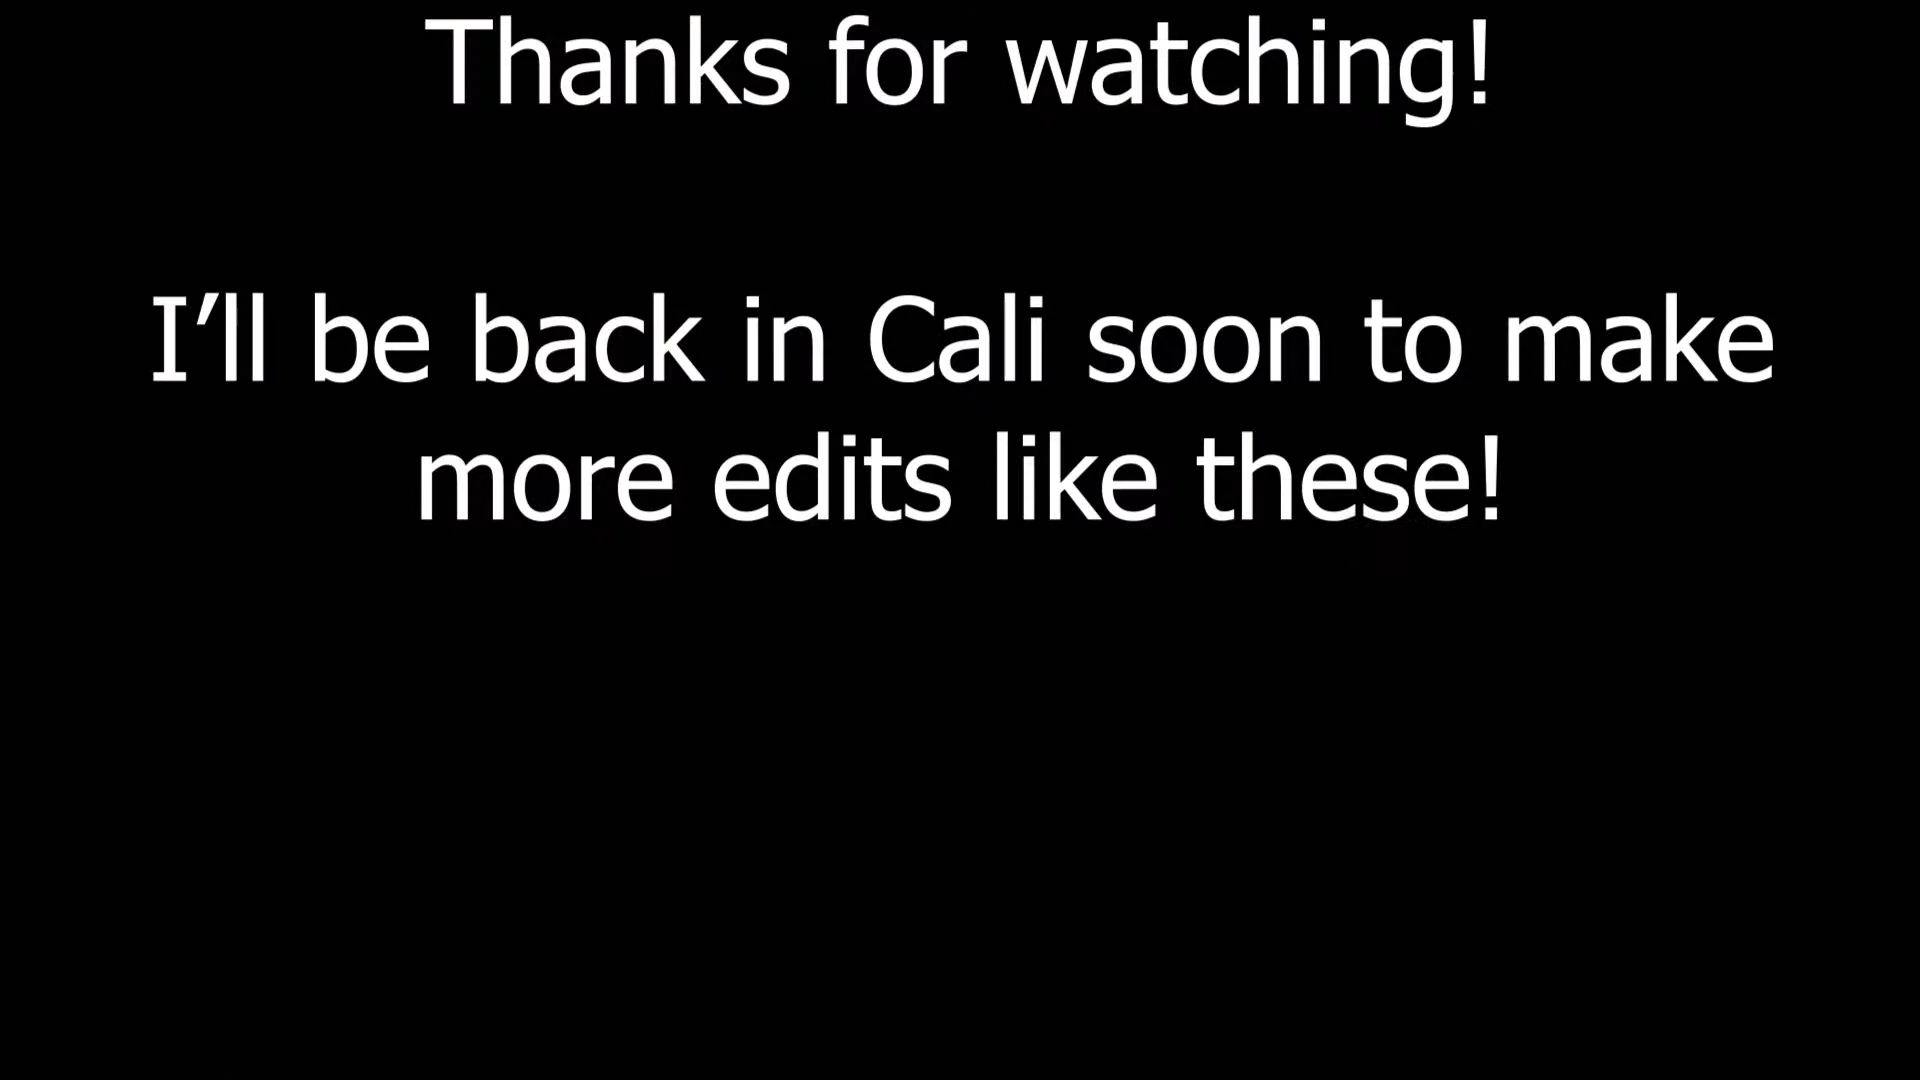 Thanks for watching!
I’ll be back in Cali soon to make
more edits like these!